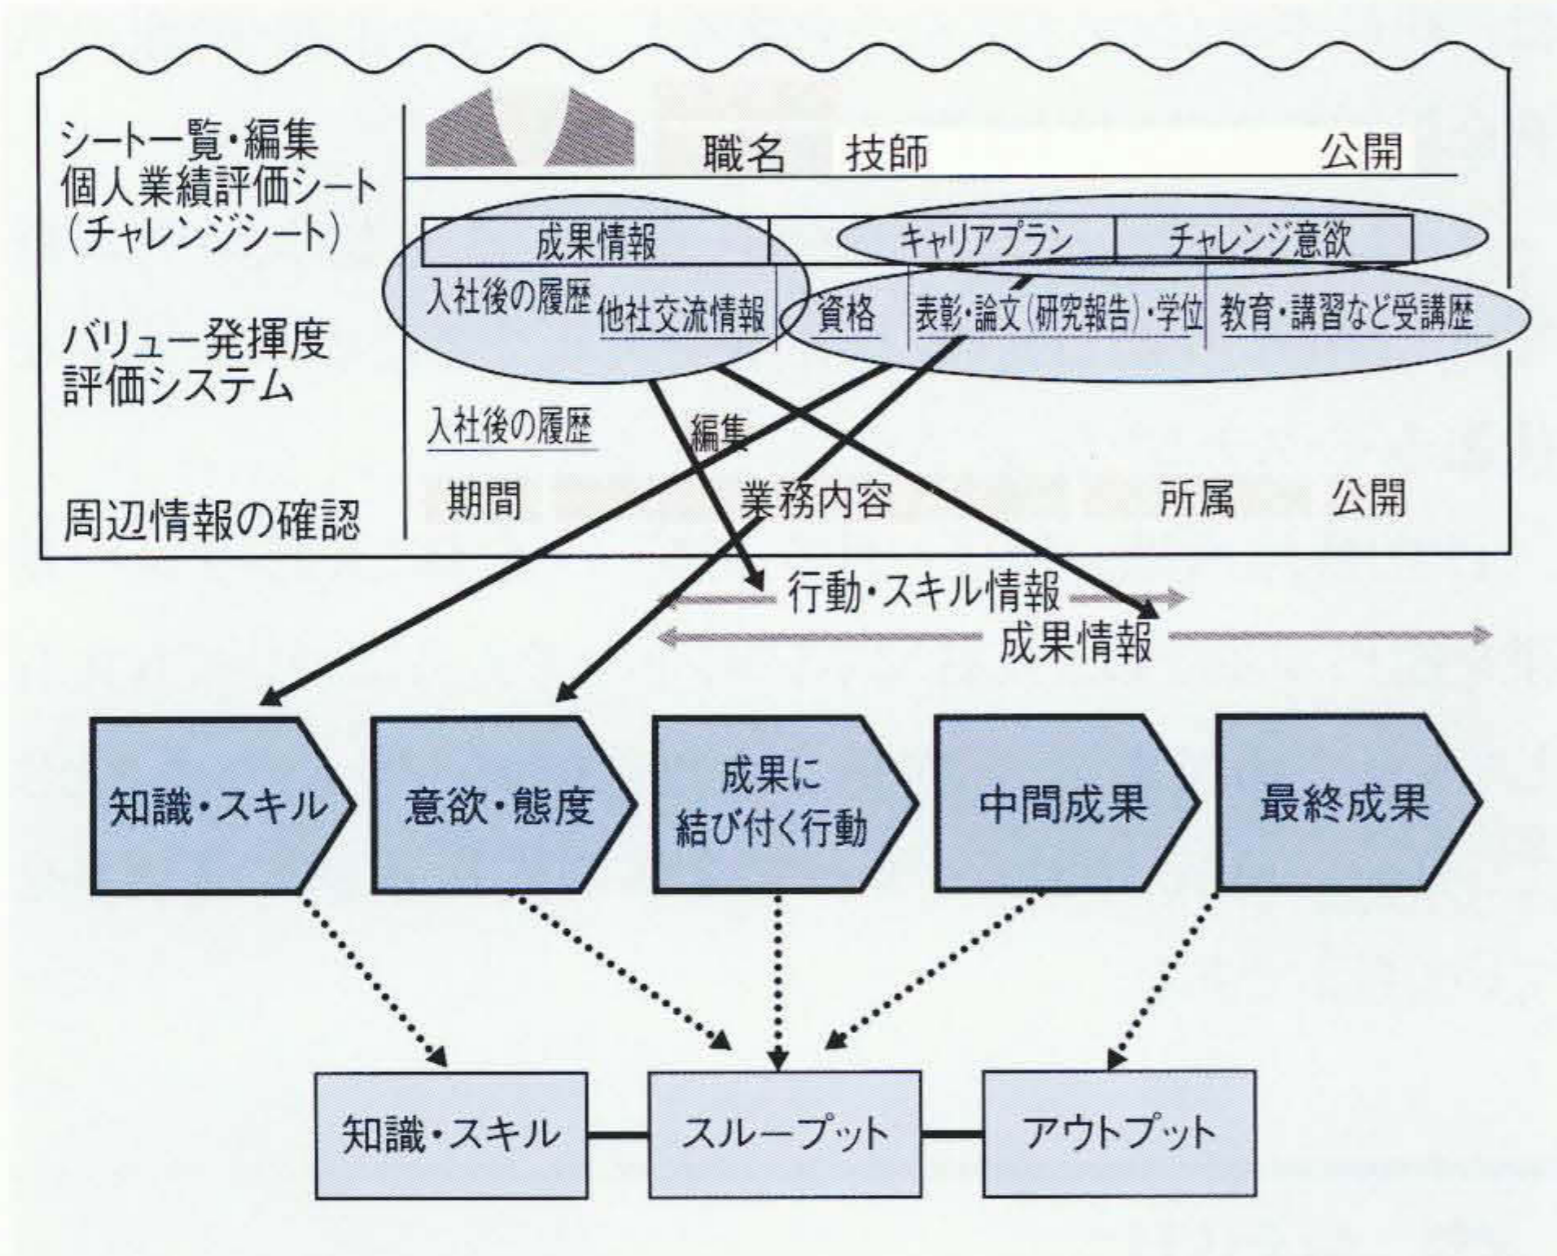 シート一覧・編集
個人業績評価シート
(チャレンジシート)
バリュー発揮度
評価システム
周辺情報の確認
職名 技師 公開
成果情報 キャリアプラン チャレンジ意欲
入社後の履歴 他社交流情報 資格 表彰・論文(研究報告)・学位 教育・講習など受講歴
入社後の履歴 編集
期間 業務内容 所属 公開
行動・スキル情報
成果情報
知識・スキル
意欲・態度
成果に
結び付く行動
中間成果
最終成果
知識・スキル
スループット
アウトプット